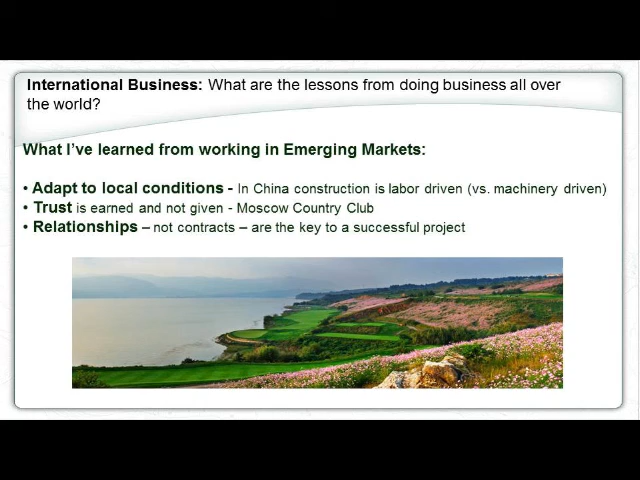 International Business: What are the lessons from doing business all over
the world?
What I’ve learned from working in Emerging Markets:
• Adapt to local conditions - In China construction is labor driven (vs. machinery driven)
• Trust is earned and not given - Moscow Country Club
• Relationships – not contracts – are the key to a successful project